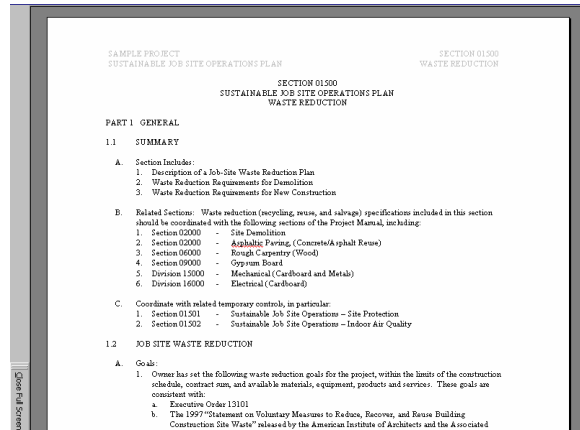 SAMPLE PROJECT SECTION 01500
SUSTAINABLE JOB SITE OPERATIONS PLAN WASTE REDUCTION
SECTION 01500
SUSTAINABLE JOB SITE OPERATIONS PLAN
WASTE REDUCTION
PART 1 GENERAL
1.1 SUMMARY
A. Section Includes:
1. Description of a Job-Site Waste Reduction Plan
2. Waste Reduction Requirements for Demolition
3. Waste Reduction Requirements for New Construction
B. Related Sections: Waste reduction (recycling, reuse, and salvage) specifications included in this section
should be coordinated with the following sections of the Project Manual, including:
1. Section 02000 - Site Demolition
2. Section 02000 - Asphaltic Paving, (Concrete/Asphalt Reuse)
3. Section 06000 - Rough Carpentry (Wood)
4. Section 09000 - Gypsum Board
5. Division 15000 - Mechanical (Cardboard and Metals)
6. Division 16000 - Electrical (Cardboard)
C. Coordinate with related temporary controls, in particular:
1. Section 01501 - Sustainable Job Site Operations – Site Protection
2. Section 01502 - Sustainable Job Site Operations – Indoor Air Quality
1.2 JOB SITE WASTE REDUCTION
A. Goals:
1. Owner has set the following waste reduction goals for the project, within the limits of the construction
schedule, contract sum, and available materials, equipment, products and services. These goals are
consistent with:
a. Executive Order 13101
b. The 1997 "Statement on Voluntary Measures to Reduce, Recover, and Reuse Building
Construction Site Waste" released by the American Institute of Architects and the Associated
Close Full Screen